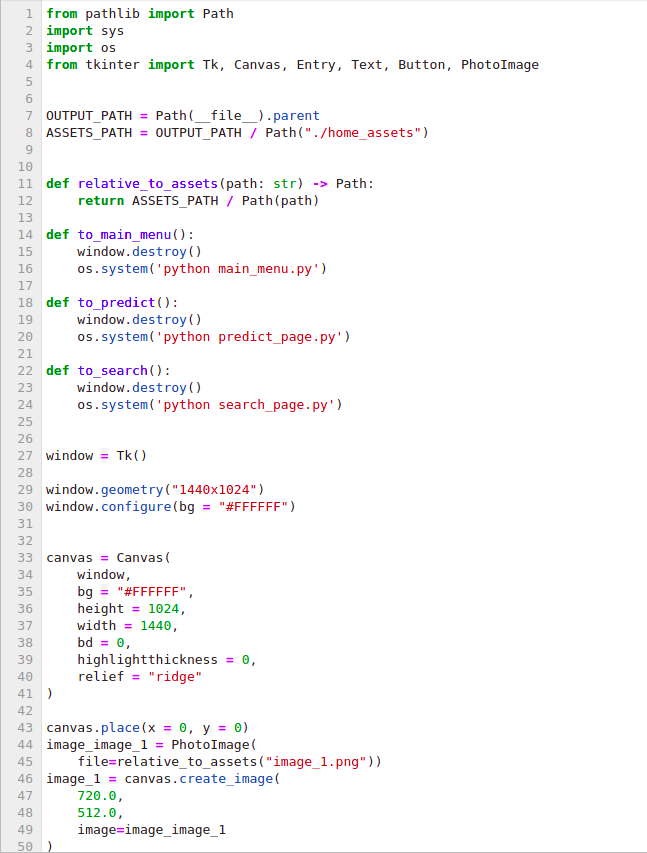 1 from pathlib import Path
2 import sys
3 import os
4 from tkinter import Tk, Canvas, Entry, Text, Button, PhotoImage
5
6
7 OUTPUT_PATH = Path(__file__).parent
8 ASSETS_PATH = OUTPUT_PATH / Path("./home_assets")
9
10
11 def relative_to_assets(path: str) -> Path:
12     return ASSETS_PATH / Path(path)
13
14 def to_main_menu():
15     window.destroy()
16     os.system('python main_menu.py')
17
18 def to_predict():
19     window.destroy()
20     os.system('python predict_page.py')
21
22 def to_search():
23     window.destroy()
24     os.system('python search_page.py')
25
26
27 window = Tk()
28
29 window.geometry("1440x1024")
30 window.configure(bg = "#FFFFFF")
31
32
33 canvas = Canvas(
34     window,
35     bg = "#FFFFFF",
36     height = 1024,
37     width = 1440,
38     bd = 0,
39     highlightthickness = 0,
40     relief = "ridge"
41 )
42
43 canvas.place(x = 0, y = 0)
44 image_image_1 = PhotoImage(
45     file=relative_to_assets("image_1.png"))
46 image_1 = canvas.create_image(
47     720.0,
48     512.0,
49     image=image_image_1
50 )